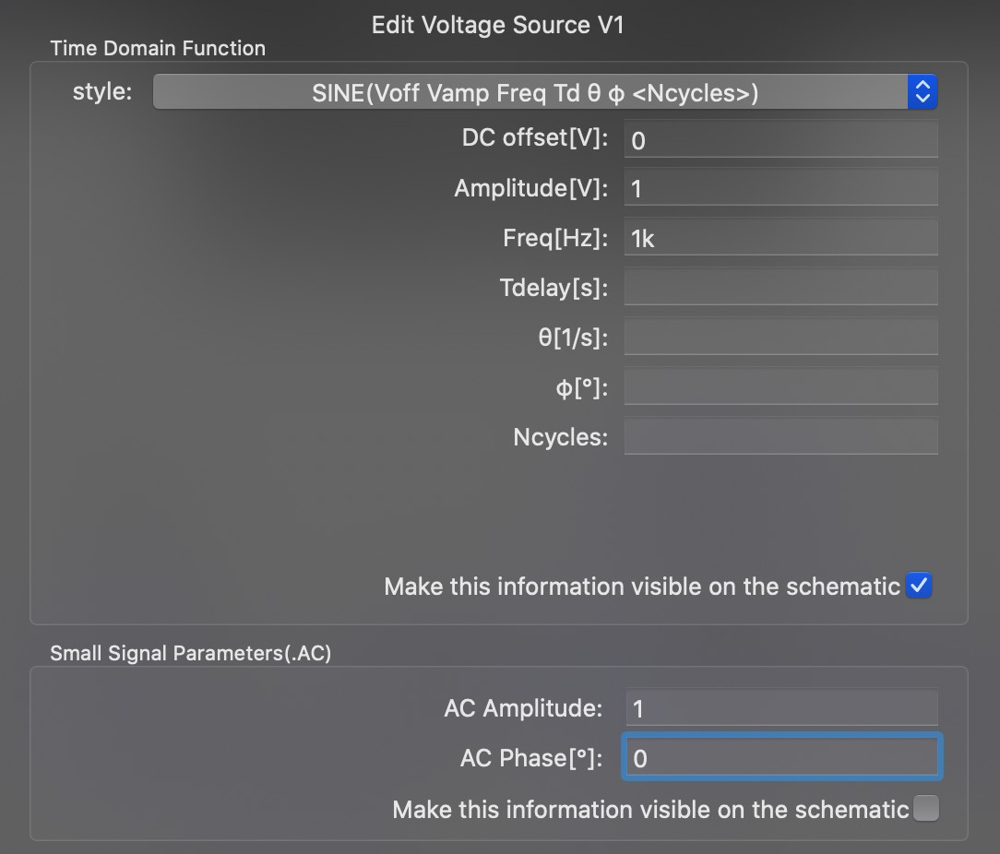 Edit Voltage Source V1
Time Domain Function
style: SINE(Voff Vamp Freq Td θ φ <Ncycles>)
DC offset[V]: 0
Amplitude[V]: 1
Freq[Hz]: 1k
Tdelay[s]:
θ[1/s]:
φ[°]:
Ncycles:
Make this information visible on the schematic
Small Signal Parameters(.AC)
AC Amplitude: 1
AC Phase[°]: 0
Make this information visible on the schematic